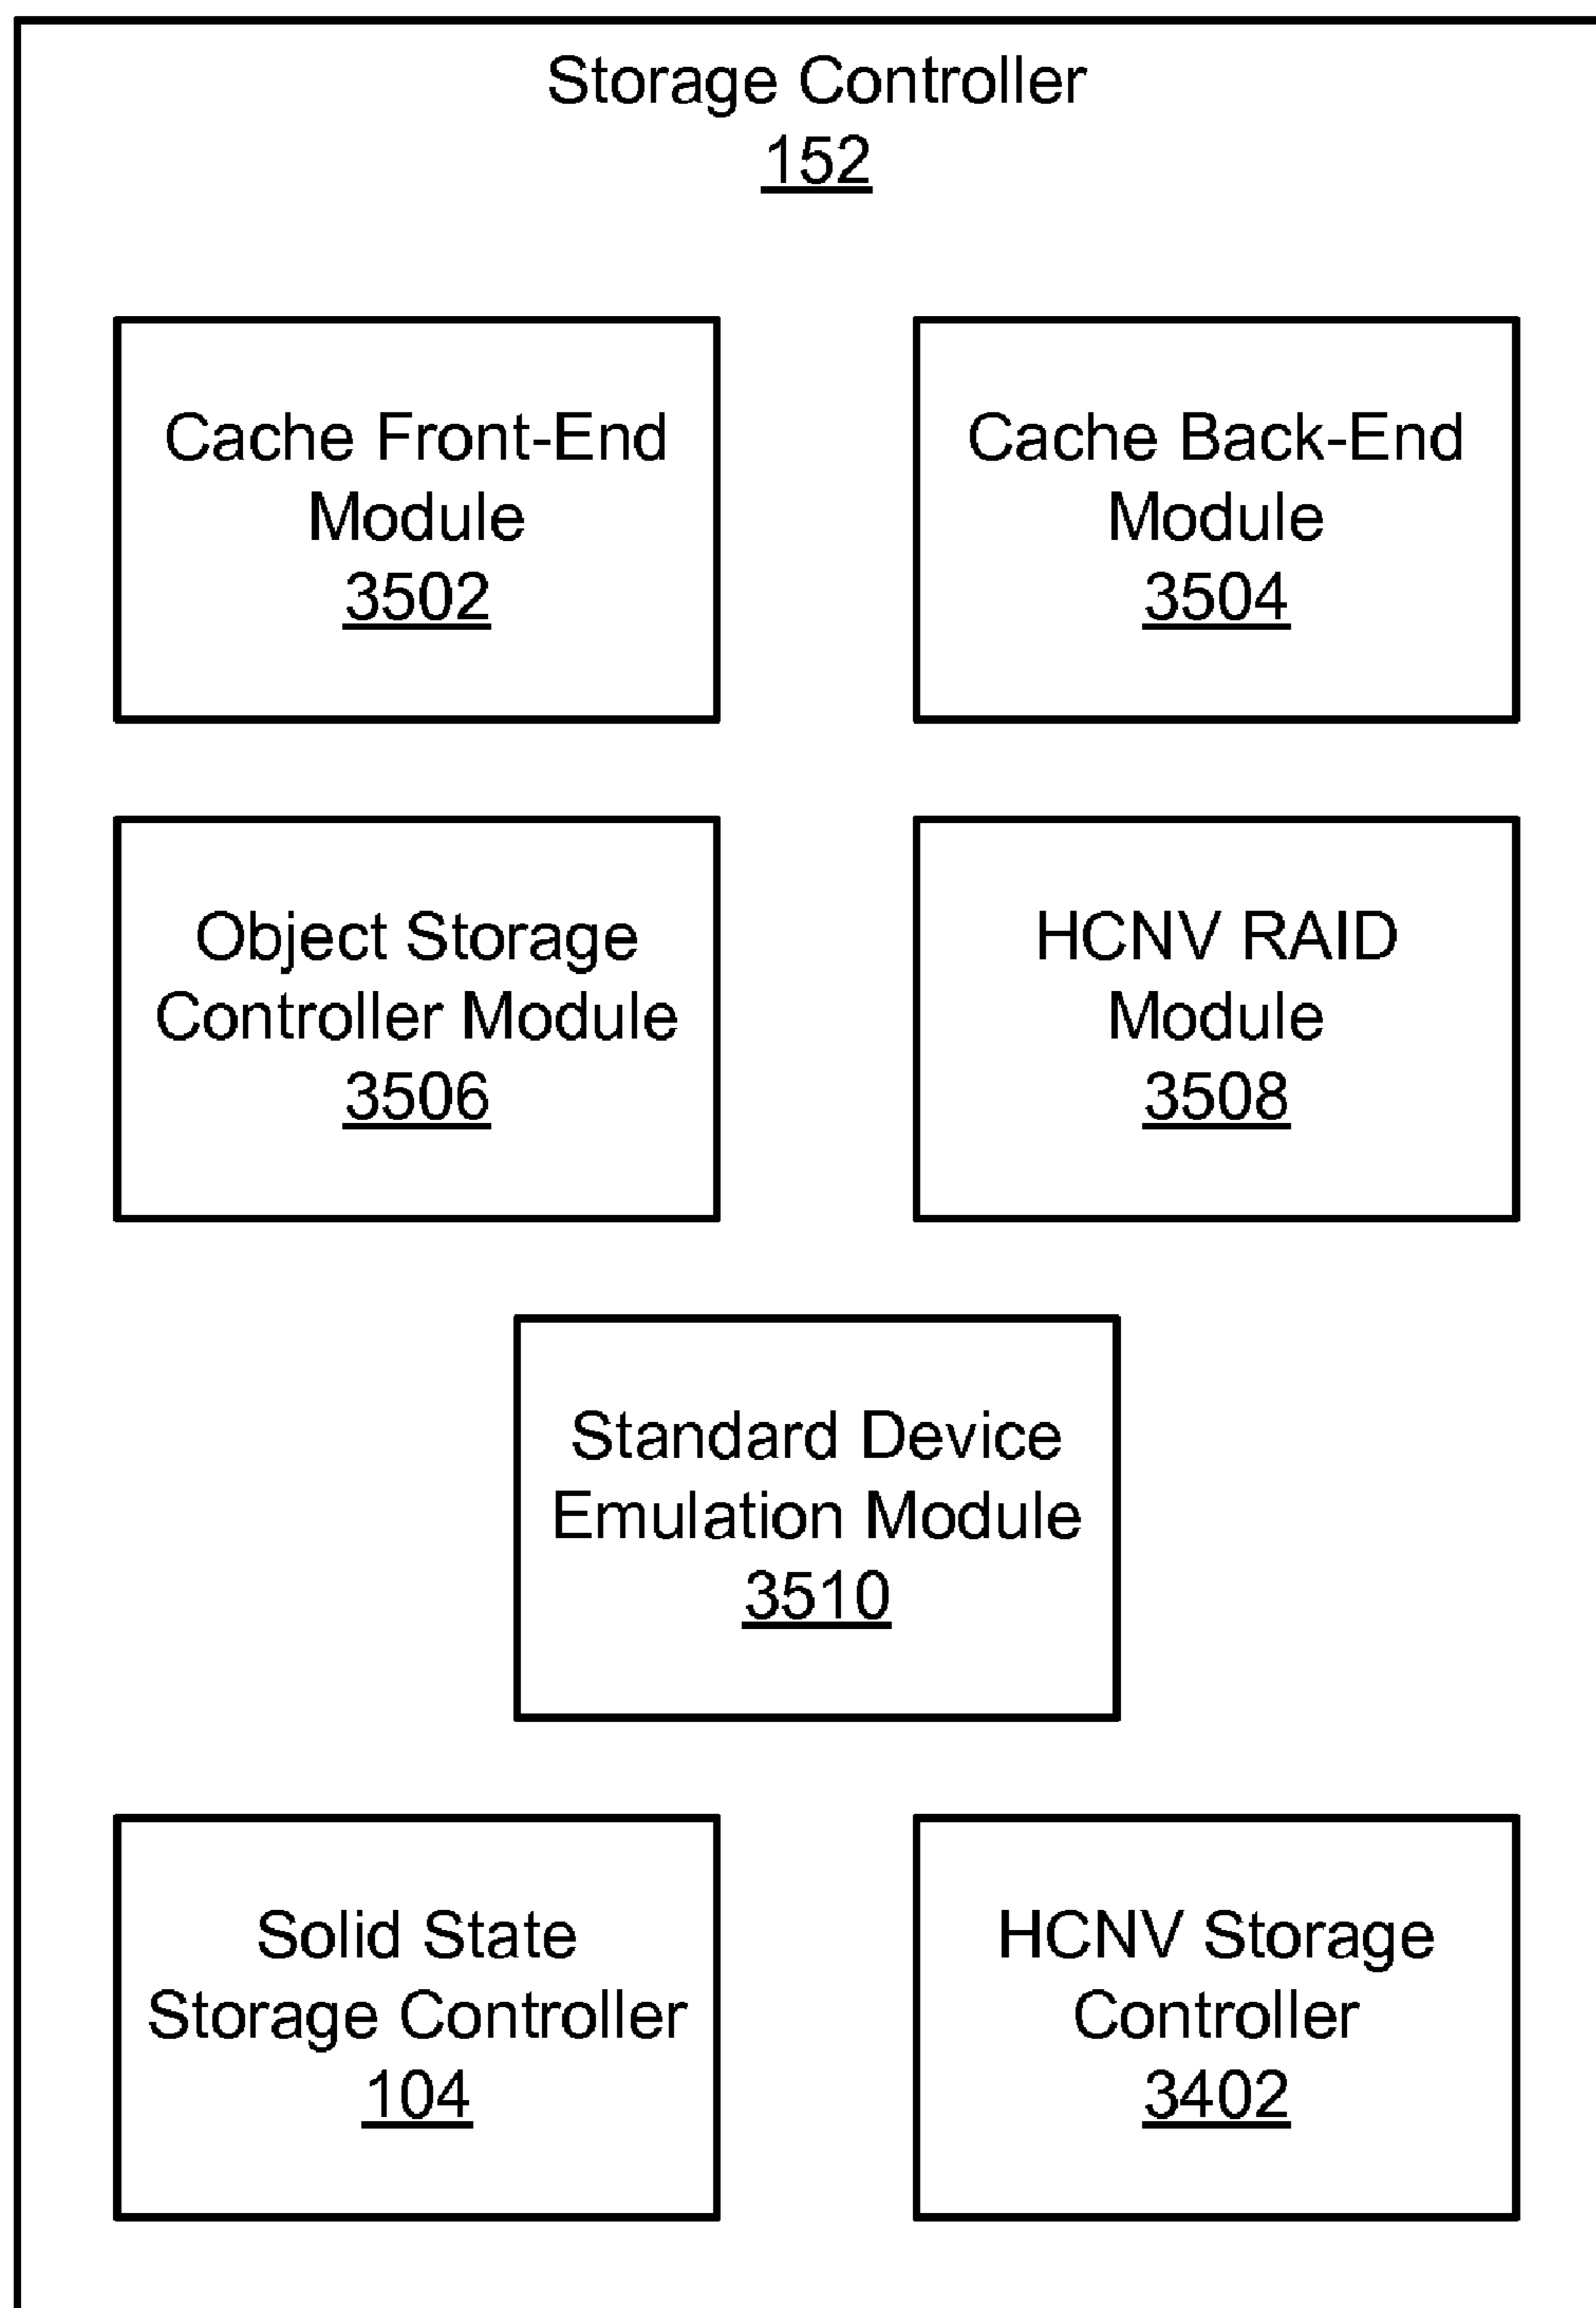 Storage Controller
152
Cache Front-End
Module
3502
Cache Back-End
Module
3504
Object Storage
Controller Module
3506
HCNV RAID
Module
3508
Standard Device
Emulation Module
3510
Solid State
Storage Controller
104
HCNV Storage
Controller
3402